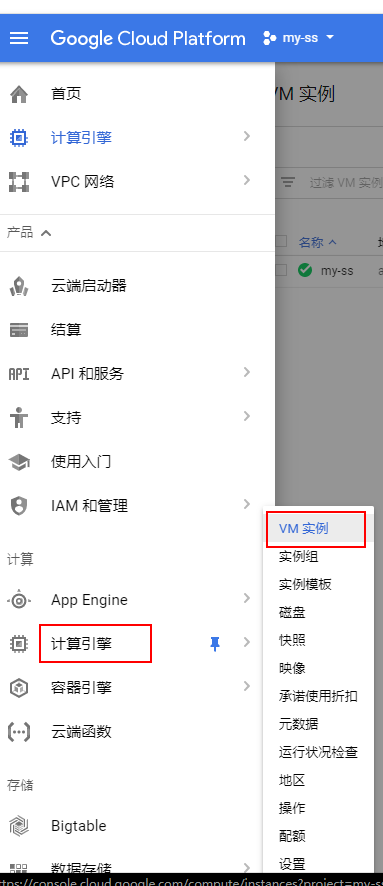 Google Cloud Platform my-ss
首页
VM 实例
计算引擎
VPC 网络
过滤 VM 实例
产品
名称
my-ss
云端启动器
结算
API API 和服务
支持
使用入门
IAM 和管理
计算
App Engine
计算引擎
容器引擎
云端函数
存储
Bigtable
数据存储
VM 实例
实例组
实例模板
磁盘
快照
映像
承诺使用折扣
元数据
运行状况检查
地区
操作
配额
设置
ttps://console.cloud.google.com/compute/instances?project=my-s